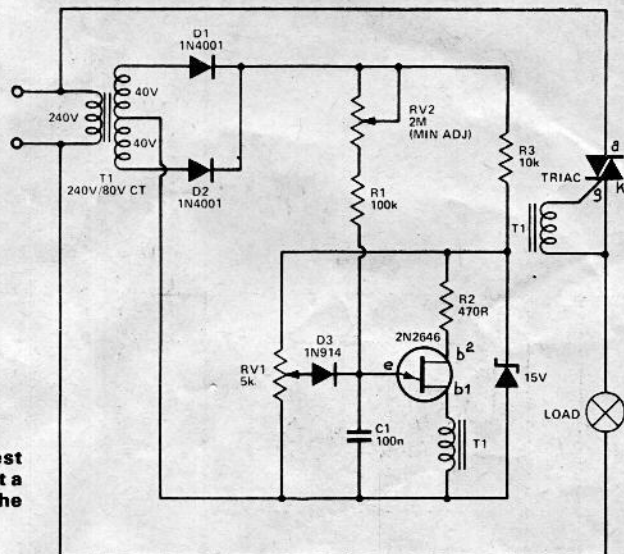 D1
1N4001
40V
240V
40V
T1
240V/80V CT
D2
1N4001
RV2
2M
(MIN ADJ)
R1
100k
R3
10k
TRIAC
a
g
k
T1
R2
470R
2N2646
b2
e
b1
D3
1N914
RV1
5k
C1
100n
T1
15V
LOAD
est
t a
he